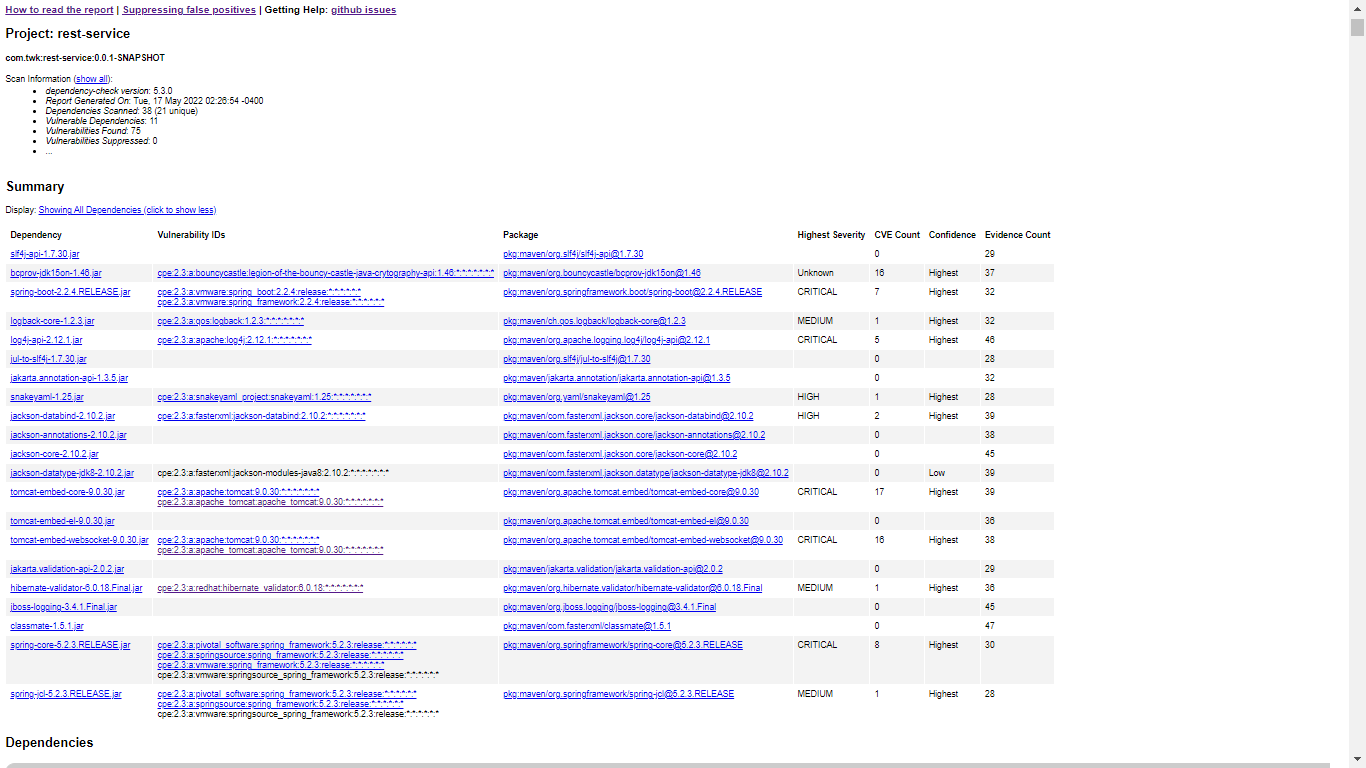 How to read the report | Suppressing false positives | Getting Help: github issues
Project: rest-service
com.twk:rest-service:0.0.1-SNAPSHOT
Scan Information (show all):
• dependency-check version: 5.3.0
• Report Generated On: Tue, 17 May 2022 02:26:54 -0400
• Dependencies Scanned: 38 (21 unique)
• Vulnerable Dependencies: 11
• Vulnerabilities Found: 75
• Vulnerabilities Suppressed: 0
• ...
Summary
Display: Showing All Dependencies (click to show less)
Dependency Vulnerability IDs Package Highest Severity CVE Count Confidence Evidence Count
slf4j-api-1.7.30.jar pkg:maven/org.slf4j/slf4j-api@1.7.30 0 29
bcprov-jdk15on-1.46.jar cpe:2.3:a:bouncycastle:legion-of-the-bouncy-castle-java-crytography-api:1.46:*:*:*:*:*:*:* pkg:maven/org.bouncycastle/bcprov-jdk15on@1.46 Unknown 16 Highest 37
spring-boot-2.2.4.RELEASE.jar cpe:2.3:a:vmware:spring_boot:2.2.4:release:*:*:*:*:*:* pkg:maven/org.springframework.boot/spring-boot@2.2.4.RELEASE CRITICAL 7 Highest 32
cpe:2.3:a:vmware:spring_framework:2.2.4:release:*:*:*:*:*:*
logback-core-1.2.3.jar cpe:2.3:a:qos:logback:1.2.3:*:*:*:*:*:*:* pkg:maven/ch.qos.logback/logback-core@1.2.3 MEDIUM 1 Highest 32
log4j-api-2.12.1.jar cpe:2.3:a:apache:log4j:2.12.1:*:*:*:*:*:*:* pkg:maven/org.apache.logging.log4j/log4j-api@2.12.1 CRITICAL 5 Highest 46
jul-to-slf4j-1.7.30.jar pkg:maven/org.slf4j/jul-to-slf4j@1.7.30 0 28
jakarta.annotation-api-1.3.5.jar pkg:maven/jakarta.annotation/jakarta.annotation-api@1.3.5 0 32
snakeyaml-1.25.jar cpe:2.3:a:snakeyaml_project:snakeyaml:1.25:*:*:*:*:*:*:* pkg:maven/org.yaml/snakeyaml@1.25 HIGH 1 Highest 28
jackson-databind-2.10.2.jar cpe:2.3:a:fasterxml:jackson-databind:2.10.2:*:*:*:*:*:*:* pkg:maven/com.fasterxml.jackson.core/jackson-databind@2.10.2 HIGH 2 Highest 39
jackson-annotations-2.10.2.jar pkg:maven/com.fasterxml.jackson.core/jackson-annotations@2.10.2 0 38
jackson-core-2.10.2.jar pkg:maven/com.fasterxml.jackson.core/jackson-core@2.10.2 0 45
jackson-datatype-jdk8-2.10.2.jar cpe:2.3:a:fasterxml:jackson-modules-java8:2.10.2:*:*:*:*:*:*:* pkg:maven/com.fasterxml.jackson.datatype/jackson-datatype-jdk8@2.10.2 0 Low 39
tomcat-embed-core-9.0.30.jar cpe:2.3:a:apache:tomcat:9.0.30:*:*:*:*:*:*:* pkg:maven/org.apache.tomcat.embed/tomcat-embed-core@9.0.30 CRITICAL 17 Highest 39
cpe:2.3:a:apache_tomcat:apache_tomcat:9.0.30:*:*:*:*:*:*:*
tomcat-embed-el-9.0.30.jar pkg:maven/org.apache.tomcat.embed/tomcat-embed-el@9.0.30 0 36
tomcat-embed-websocket-9.0.30.jar cpe:2.3:a:apache:tomcat:9.0.30:*:*:*:*:*:*:* pkg:maven/org.apache.tomcat.embed/tomcat-embed-websocket@9.0.30 CRITICAL 16 Highest 38
cpe:2.3:a:apache_tomcat:apache_tomcat:9.0.30:*:*:*:*:*:*:*
jakarta.validation-api-2.0.2.jar pkg:maven/jakarta.validation/jakarta.validation-api@2.0.2 0 29
hibernate-validator-6.0.18.Final.jar cpe:2.3:a:redhat:hibernate_validator:6.0.18:*:*:*:*:*:*:* pkg:maven/org.hibernate.validator/hibernate-validator@6.0.18.Final MEDIUM 1 Highest 36
jboss-logging-3.4.1.Final.jar pkg:maven/org.jboss.logging/jboss-logging@3.4.1.Final 0 45
classmate-1.5.1.jar pkg:maven/com.fasterxml/classmate@1.5.1 0 47
spring-core-5.2.3.RELEASE.jar cpe:2.3:a:pivotal_software:spring_framework:5.2.3:release:*:*:*:*:*:* pkg:maven/org.springframework/spring-core@5.2.3.RELEASE CRITICAL 8 Highest 30
cpe:2.3:a:springsource:spring_framework:5.2.3:release:*:*:*:*:*:*
cpe:2.3:a:vmware:spring_framework:5.2.3:release:*:*:*:*:*:*
cpe:2.3:a:vmware:springsource_spring_framework:5.2.3:release:*:*:*:*:*:*
spring-jcl-5.2.3.RELEASE.jar cpe:2.3:a:pivotal_software:spring_framework:5.2.3:release:*:*:*:*:*:* pkg:maven/org.springframework/spring-jcl@5.2.3.RELEASE MEDIUM 1 Highest 28
cpe:2.3:a:springsource:spring_framework:5.2.3:release:*:*:*:*:*:*
cpe:2.3:a:vmware:springsource_spring_framework:5.2.3:release:*:*:*:*:*:*
Dependencies